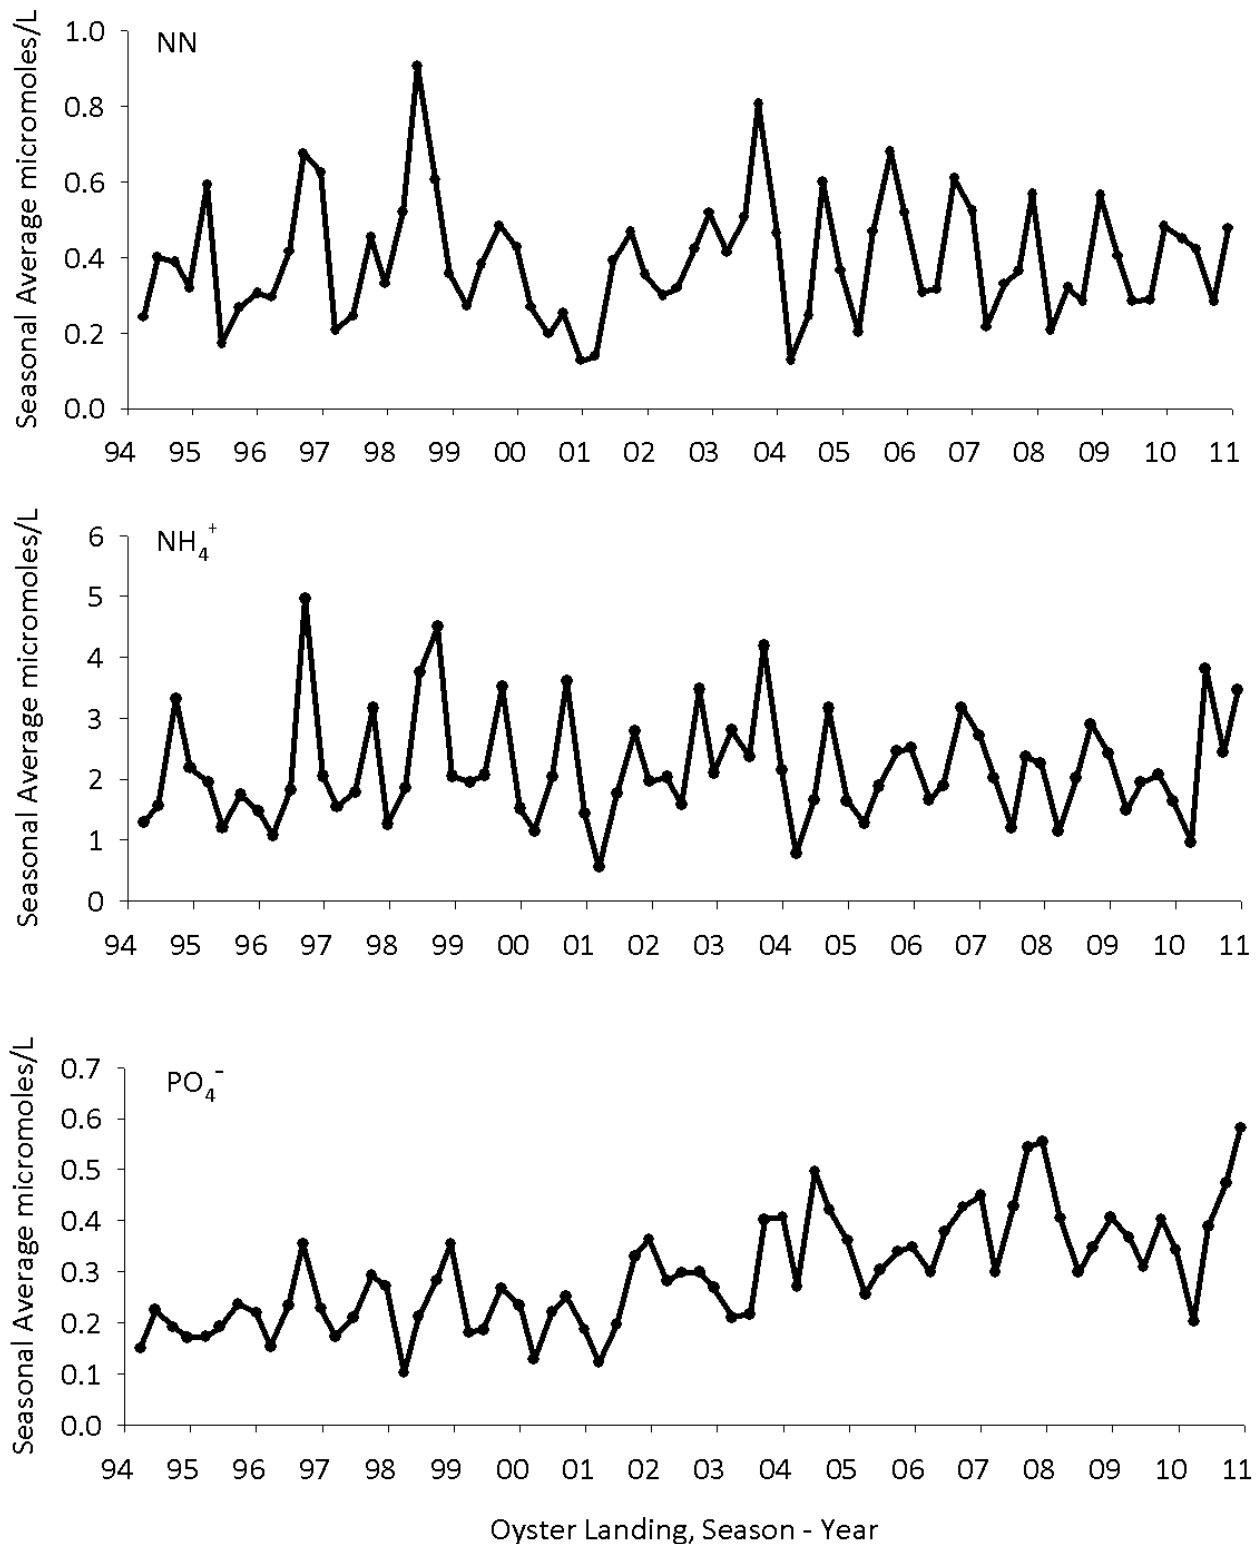 Seasonal Average micromoles/L
NN
1.0
0.8
0.6
0.4
0.2
0.0
94 95 96 97 98 99 00 01 02 03 04 05 06 07 08 09 10 11
Seasonal Average micromoles/L
NH₄⁺
6
5
4
3
2
1
0
94 95 96 97 98 99 00 01 02 03 04 05 06 07 08 09 10 11
Seasonal Average micromoles/L
PO₄⁻
0.7
0.6
0.5
0.4
0.3
0.2
0.1
0.0
94 95 96 97 98 99 00 01 02 03 04 05 06 07 08 09 10 11
Oyster Landing, Season - Year